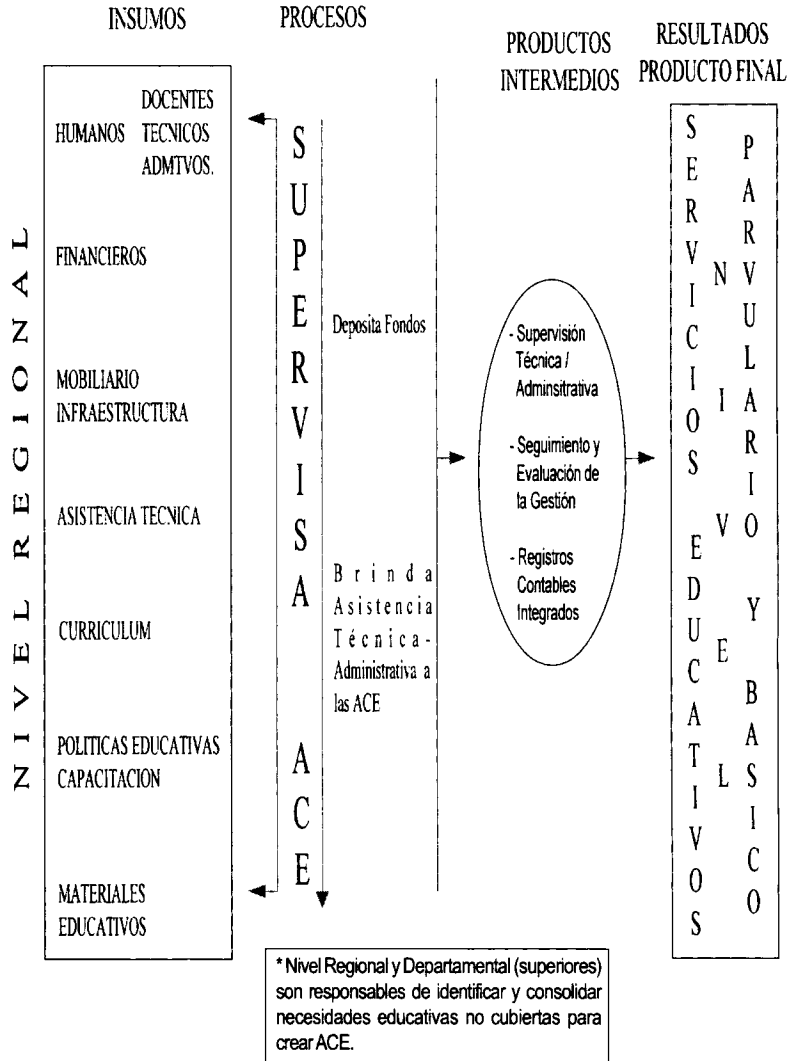 INSUMOS
PROCESOS
PRODUCTOS
INTERMEDIOS
RESULTADOS
PRODUCTO FINAL
NIVEL REGIONAL
DOCENTES
HUMANOS TECNICOS
ADMTVOS.
FINANCIEROS
MOBILIARIO
INFRAESTRUCTURA
ASISTENCIA TECNICA
CURRICULUM
POLITICAS EDUCATIVAS
CAPACITACION
MATERIALES
EDUCATIVOS
SUPERVISA ACE
Deposita Fondos
Brinda
Asistencia
Técnica-
Administrativa a
las ACE
- Supervisión
Técnica /
Adminsitrativa
- Seguimiento y
Evaluación de
la Gestión
- Registros
Contables
Integrados
SERVICIOS EDUCATIVOS
NIVEL
PARVULARIO Y BASICO
* Nivel Regional y Departamental (superiores)
son responsables de identificar y consolidar
necesidades educativas no cubiertas para
crear ACE.